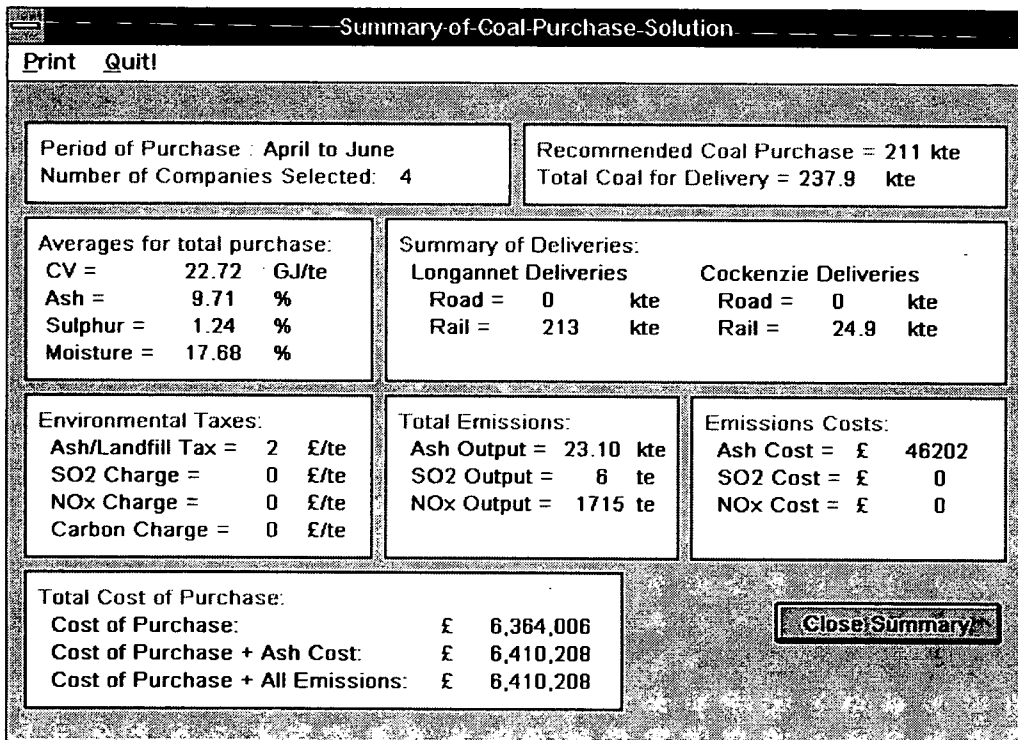 Summary-of-Coal-Purchase-Solution
Print Quit!
Period of Purchase : April to June
Number of Companies Selected: 4
Recommended Coal Purchase = 211 kte
Total Coal for Delivery = 237.9 kte
Averages for total purchase:
CV = 22.72 GJ/te
Ash = 9.71 %
Sulphur = 1.24 %
Moisture = 17.68 %
Summary of Deliveries:
Longannet Deliveries
Road = 0 kte
Rail = 213 kte
Cockenzie Deliveries
Road = 0 kte
Rail = 24.9 kte
Environmental Taxes:
Ash/Landfill Tax = 2 £/te
SO2 Charge = 0 £/te
NOx Charge = 0 £/te
Carbon Charge = 0 £/te
Total Emissions:
Ash Output = 23.10 kte
SO2 Output = 6 te
NOx Output = 1715 te
Emissions Costs:
Ash Cost = £ 46202
SO2 Cost = £ 0
NOx Cost = £ 0
Total Cost of Purchase:
Cost of Purchase: £ 6,364,006
Cost of Purchase + Ash Cost: £ 6,410,208
Cost of Purchase + All Emissions: £ 6,410,208
Close Summary